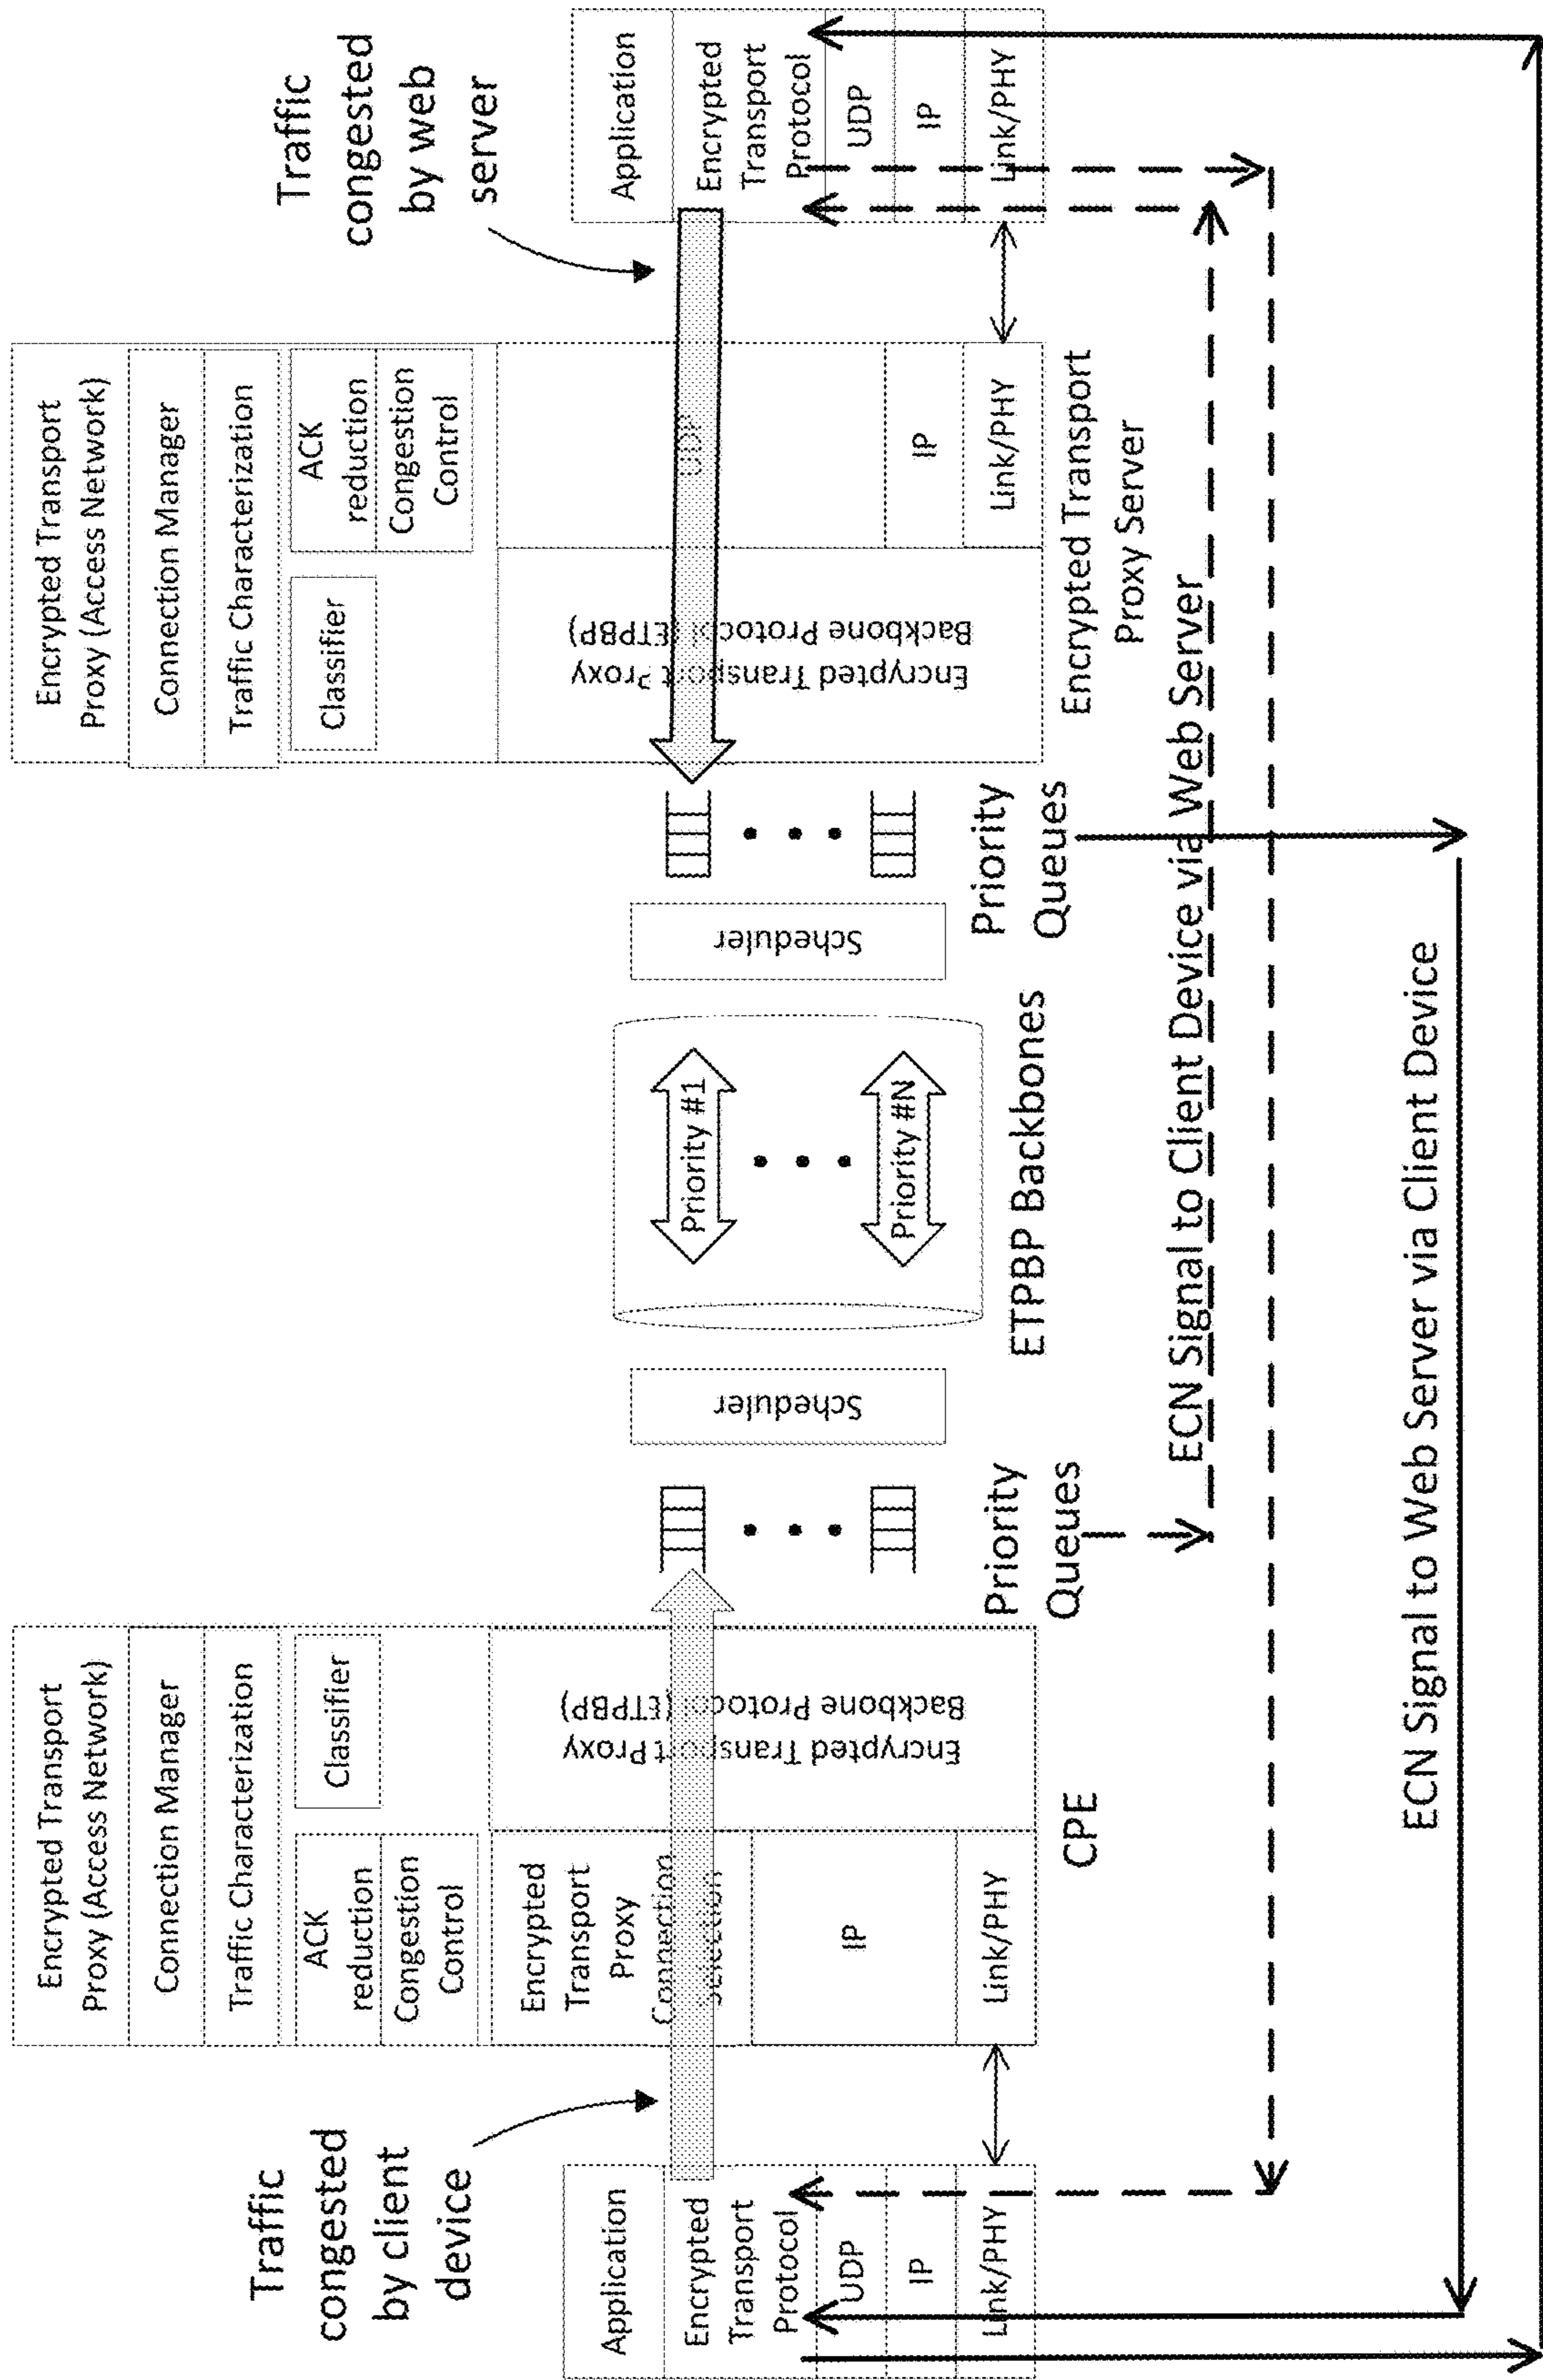 Traffic
congested
by client
device
Application
Encrypted
Transport
Protocol
UDP
IP
Link/PHY
Encrypted Transport
Proxy (Access Network)
Connection Manager
Traffic Characterization
ACK
reduction
Congestion
Control
Classifier
Encrypted
Transport
Proxy
Connection
IP
Link/PHY
Encrypted Transport Proxy
Backbone Protocol (ETPBP)
CPE
Priority
Queues
Scheduler
Priority #1
Priority #N
ETPBP Backbones
Scheduler
Priority
Queues
Encrypted Transport
Proxy (Access Network)
Connection Manager
Traffic Characterization
Classifier
ACK
reduction
Congestion
Control
Encrypted Transport Proxy
Backbone Protocol (ETPBP)
UDP
IP
Link/PHY
Encrypted Transport
Proxy Server
Traffic
congested
by web
server
Application
Encrypted
Transport
Protocol
UDP
IP
Link/PHY
ECN Signal to Client Device via Web Server
ECN Signal to Web Server via Client Device